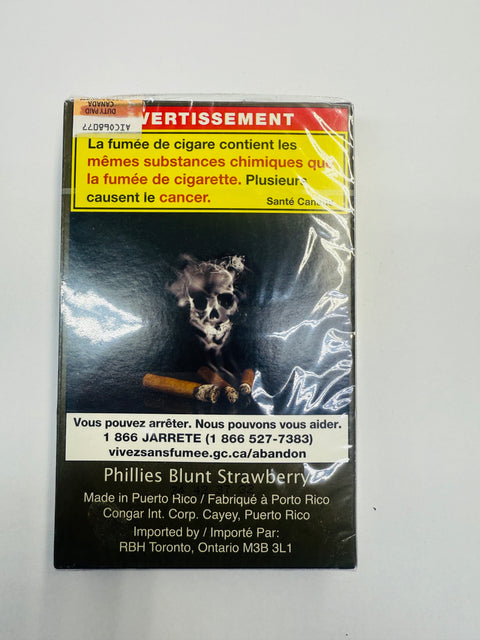 AIC068077
DUTY PAID
CANADA
VERTISSEMENT
La fumée de cigare contient les
mêmes substances chimiques que
la fumée de cigarette. Plusieurs
causent le cancer.
Santé Canada
Vous pouvez arrêter. Nous pouvons vous aider.
1 866 JARRETE (1 866 527-7383)
vivezsansfumee.gc.ca/abandon
Phillies Blunt Strawberry
Made in Puerto Rico / Fabriqué à Porto Rico
Congar Int. Corp. Cayey, Puerto Rico
Imported by / Importé Par:
RBH Toronto, Ontario M3B 3L1